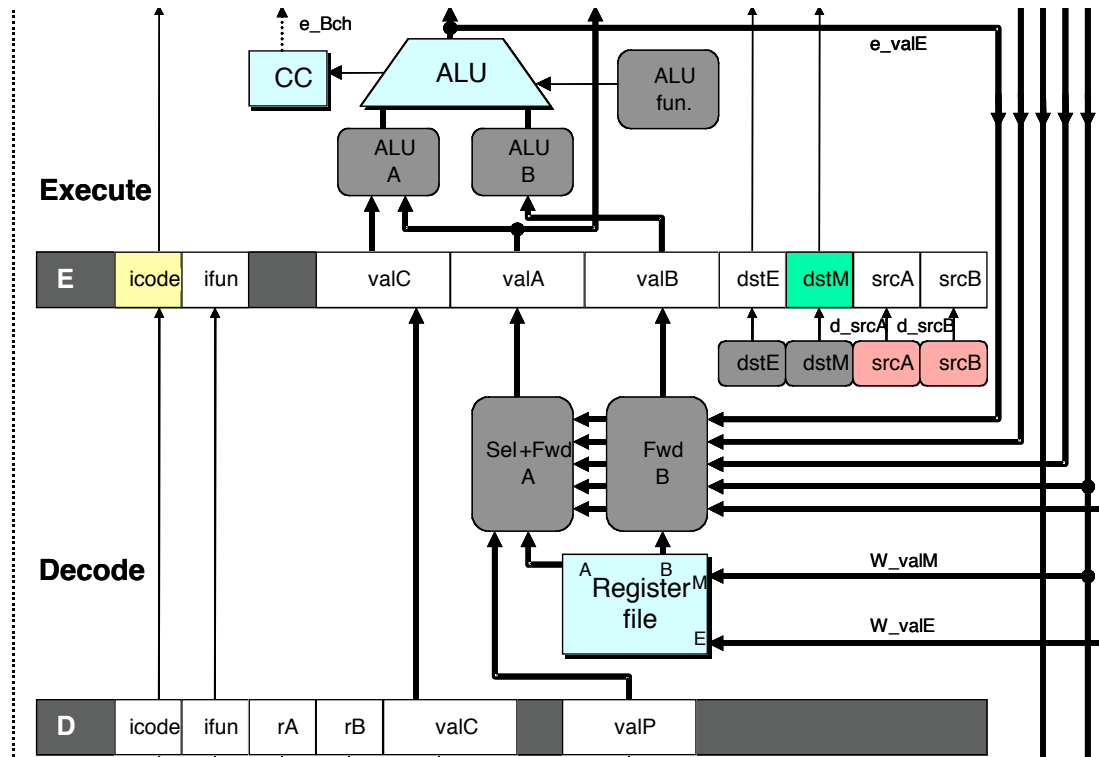 e_Bch
e_valE
CC
ALU
ALU
fun.
ALU
A
ALU
B
Execute
E
icode
ifun
valC
valA
valB
dstE
dstM
srcA
srcB
d_srcA
d_srcB
dstE
dstM
srcA
srcB
Sel+Fwd
A
Fwd
B
Decode
A
B
Register
file
M
E
W_valM
W_valE
D
icode
ifun
rA
rB
valC
valP